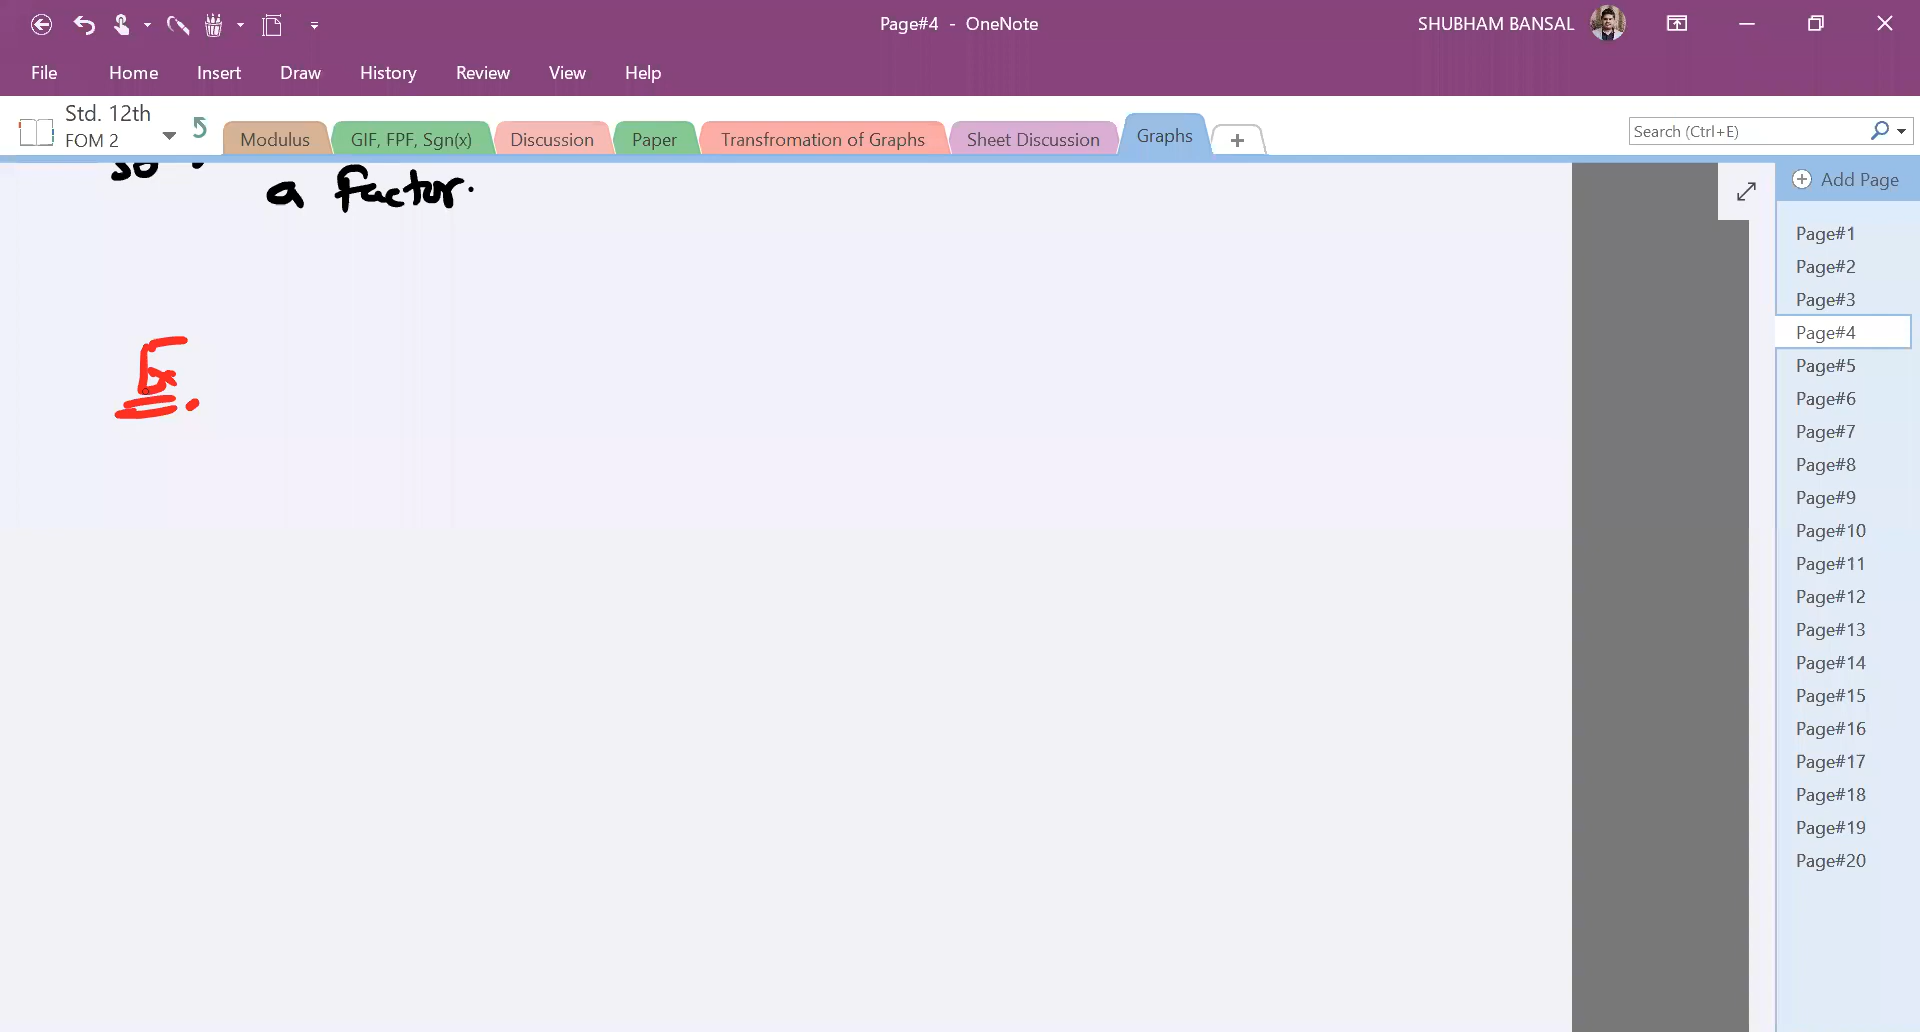 Page#4 - OneNote
SHUBHAM BANSAL
File Home Insert Draw History Review View Help
Std. 12th
FOM 2
Modulus
GIF, FPF, Sgn(x)
Discussion
Paper
Transfromation of Graphs
Sheet Discussion
Graphs
Search (Ctrl+E)
a factor.
Ex.
Add Page
Page#1
Page#2
Page#3
Page#4
Page#5
Page#6
Page#7
Page#8
Page#9
Page#10
Page#11
Page#12
Page#13
Page#14
Page#15
Page#16
Page#17
Page#18
Page#19
Page#20